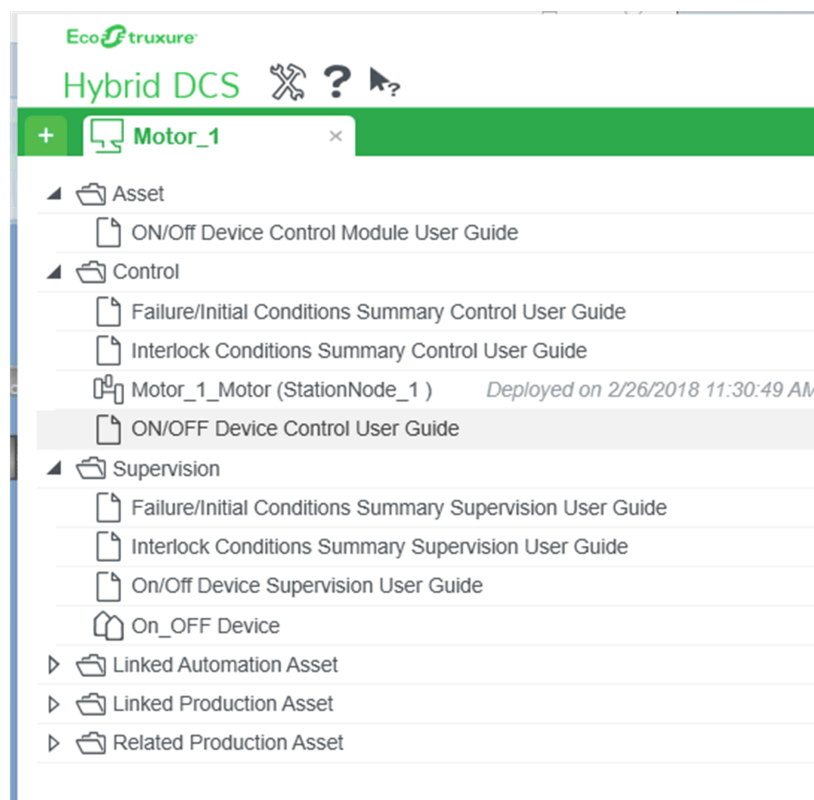 EcoStruxure
Hybrid DCS ? ?
+ Motor_1 ×
Asset
ON/Off Device Control Module User Guide
Control
Failure/Initial Conditions Summary Control User Guide
Interlock Conditions Summary Control User Guide
Motor_1_Motor (StationNode_1 ) Deployed on 2/26/2018 11:30:49 AM
ON/OFF Device Control User Guide
Supervision
Failure/Initial Conditions Summary Supervision User Guide
Interlock Conditions Summary Supervision User Guide
On/Off Device Supervision User Guide
On_OFF Device
Linked Automation Asset
Linked Production Asset
Related Production Asset